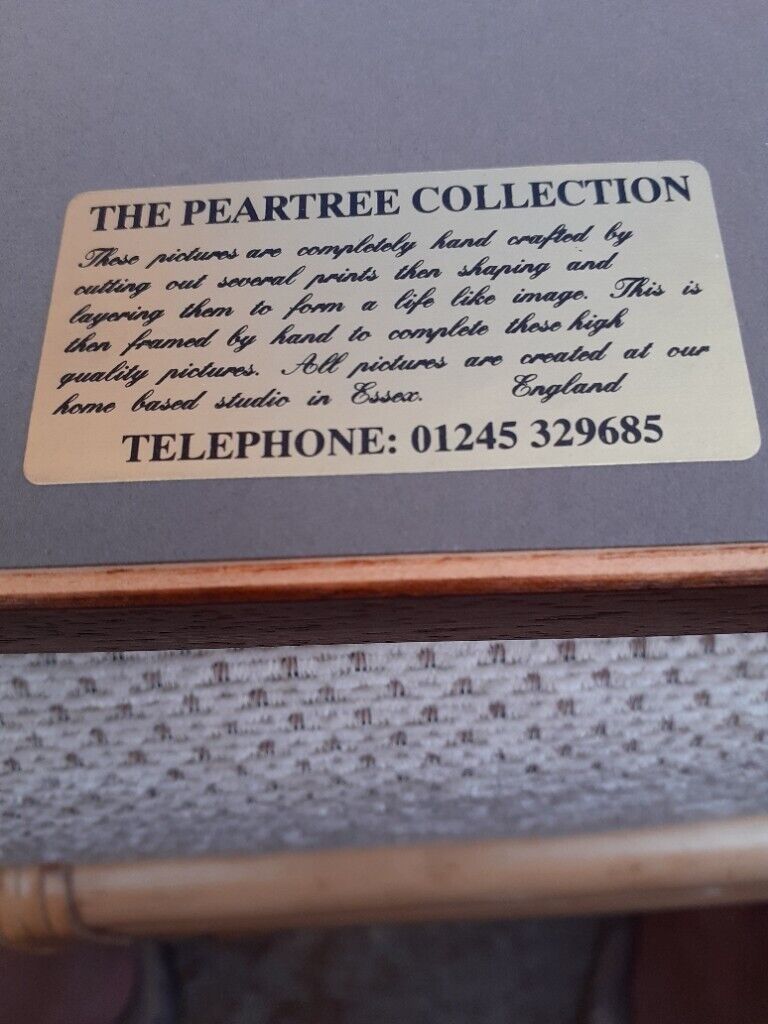 THE PEARTREE COLLECTION
These pictures are completely hand crafted by
cutting out several prints then shaping and
layering them to form a life like image. This is
then framed by hand to complete these high
quality pictures. All pictures are created at our
home based studio in Essex. England
TELEPHONE: 01245 329685